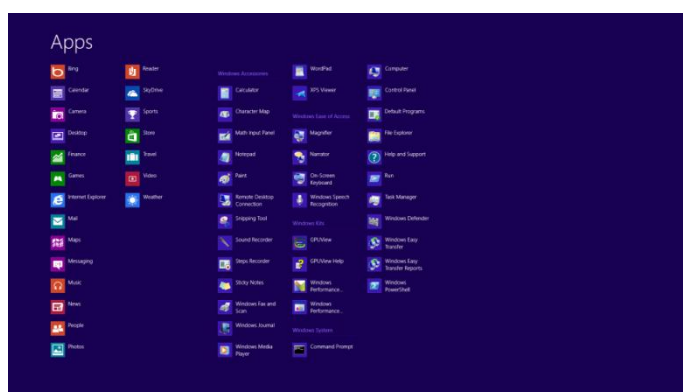 Apps
Bing
Calendar
Camera
Desktop
Finance
Games
Internet Explorer
Mail
Maps
Messaging
Music
News
People
Photos
Reader
SkyDrive
Sports
Store
Travel
Video
Weather
Windows Accessories
Calculator
Character Map
Math Input Panel
Notepad
Paint
Remote Desktop
Connection
Snipping Tool
Sound Recorder
Steps Recorder
Sticky Notes
Windows Fax and
Scan
Windows Journal
Windows Media
Player
WordPad
XPS Viewer
Windows Ease of Access
Magnifier
Narrator
On-Screen
Keyboard
Windows Speech
Recognition
Windows Kits
GPUView
GPUView Help
Windows
Performance...
Windows
Performance...
Windows System
Command Prompt
Computer
Control Panel
Default Programs
File Explorer
Help and Support
Run
Task Manager
Windows Defender
Windows Easy
Transfer
Windows Easy
Transfer Reports
Windows
PowerShell